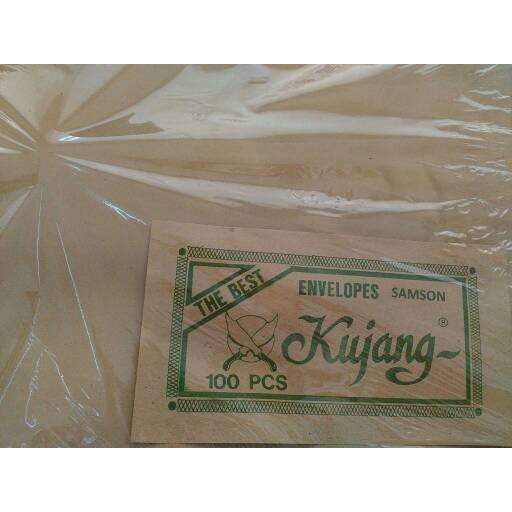 THE BEST
ENVELOPES SAMSON
Kujang ®
100 PCS